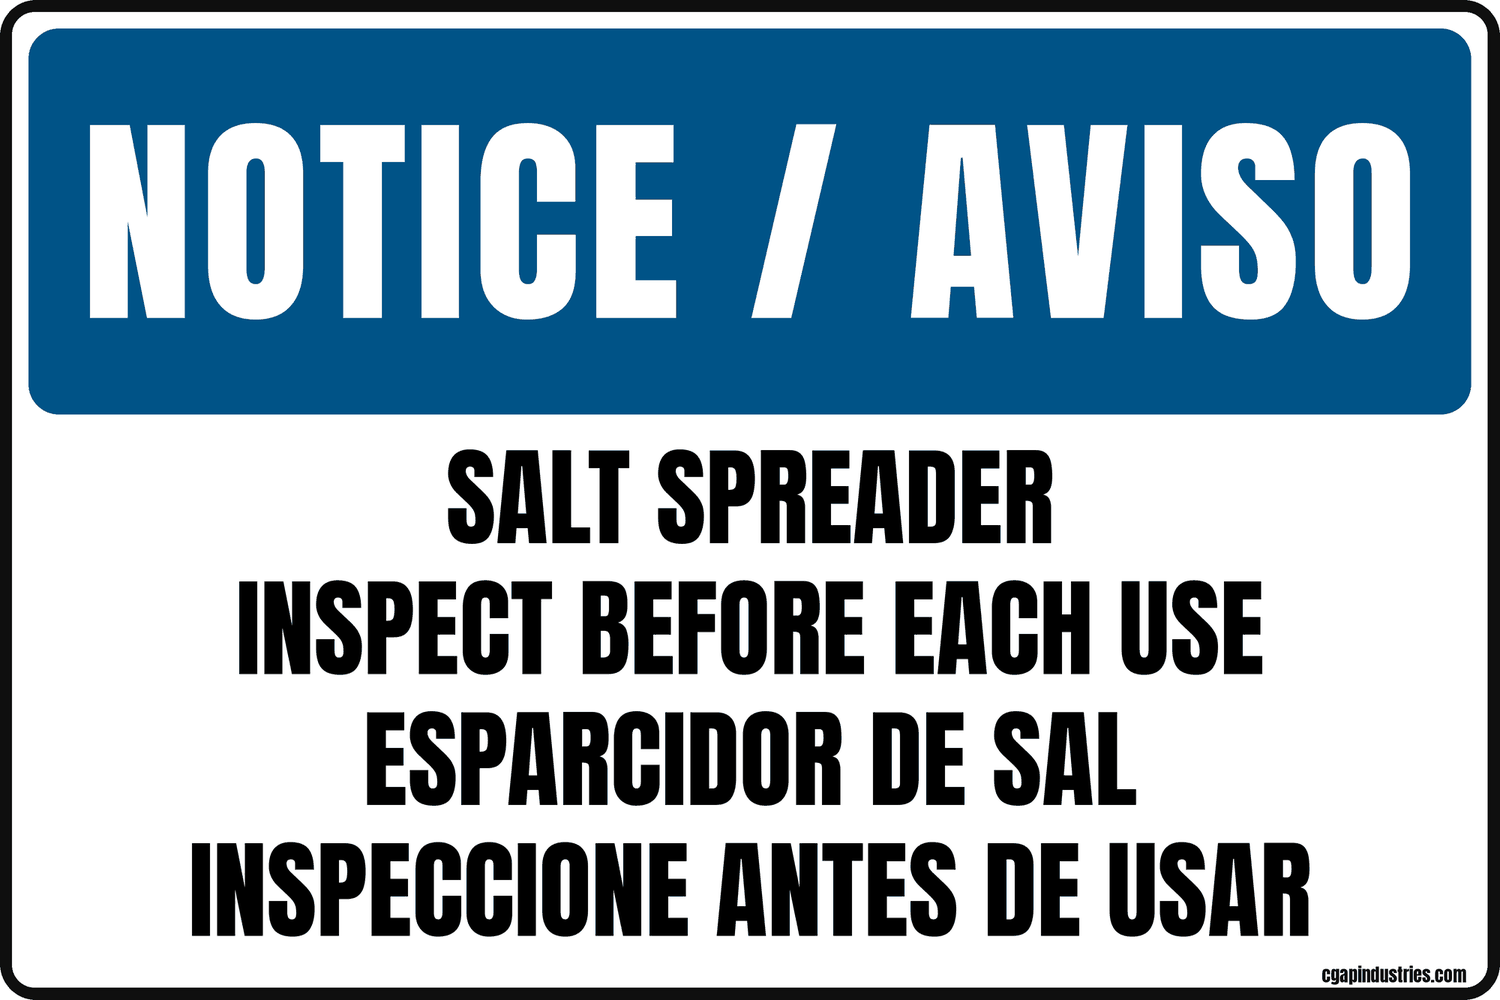 NOTICE / AVISO
SALT SPREADER
INSPECT BEFORE EACH USE
ESPARCIDOR DE SAL
INSPECCIONE ANTES DE USAR
cgapindustries.com